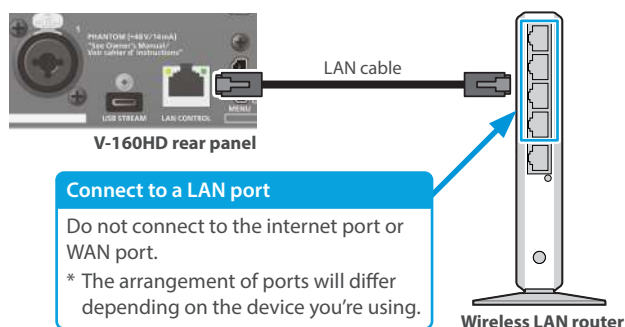 1
PHANTOM (+48V/14mA)
"See Owner's Manual/
Voir cahier d'instructions"
USB STREAM
LAN CONTROL
MENU
LAN cable
V-160HD rear panel
Connect to a LAN port
Do not connect to the internet port or
WAN port.
* The arrangement of ports will differ
depending on the device you're using.
Wireless LAN router